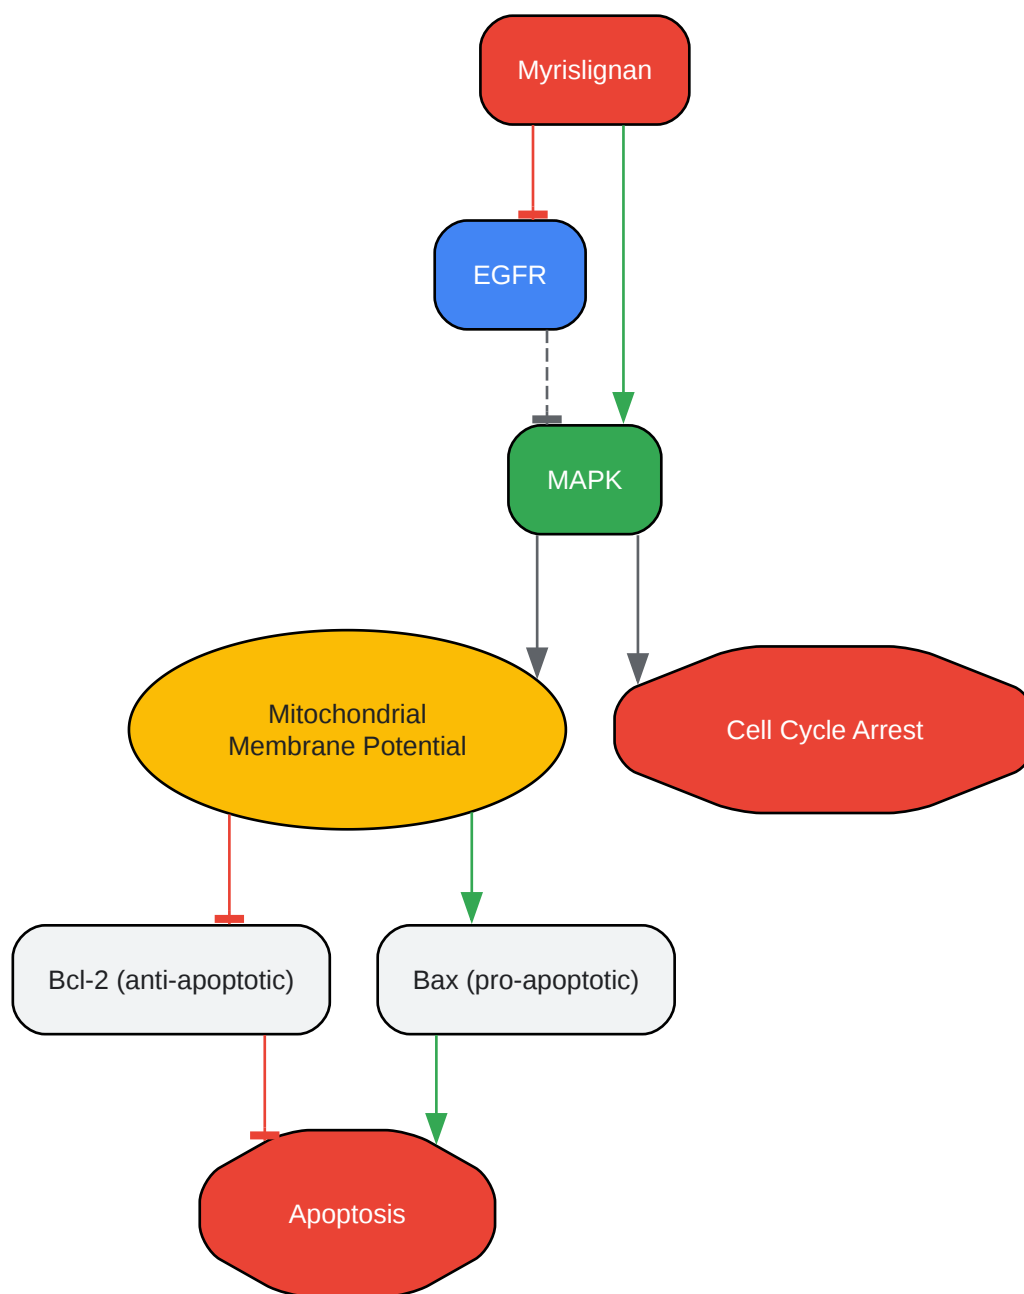 Myrislignan
EGFR
MAPK
Mitochondrial
Membrane Potential
Cell Cycle Arrest
Bcl-2 (anti-apoptotic)
Bax (pro-apoptotic)
Apoptosis